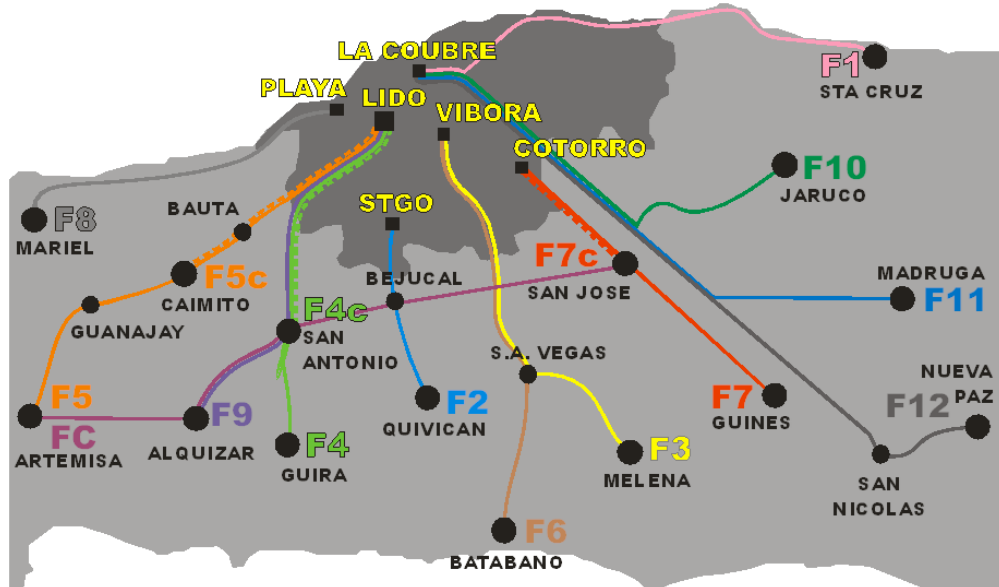 LA COUBRE
F1
STA CRUZ
PLAYA
LIDO
VIBORA
COTORRO
F10
JARUCO
STGO
BAUTA
F8
MARIEL
F5c
CAIMITO
BEJUCAL
F7c
SAN JOSE
MADRUGA
F11
GUANAJAY
F4c
SAN
ANTONIO
S.A. VEGAS
NUEVA
PAZ
F5
FC
ARTEMISA
F9
ALQUIZAR
F4
GUIRA
F2
QUIVICAN
F7
GUINES
F12
F3
MELENA
SAN
NICOLAS
F6
BATABANO